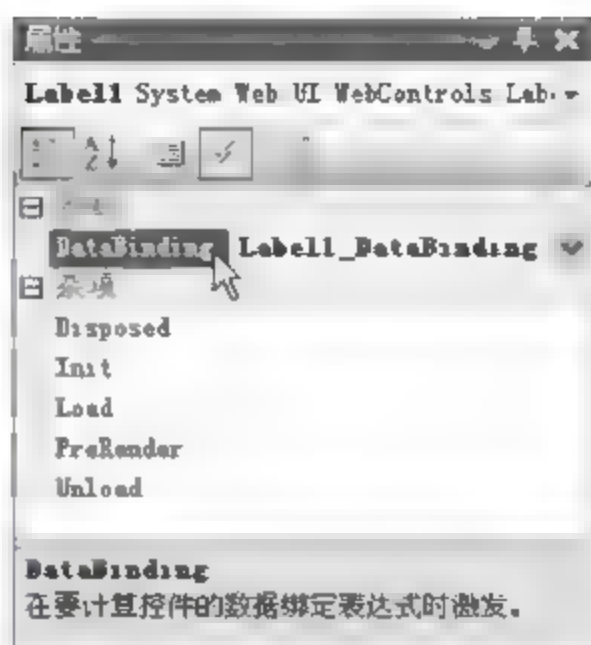 属性
Label1 System Web UI WebControls Lab
DataBinding Label1_DataBinding
杂项
Disposed
Init
Load
PreRender
Unload
DataBinding
在要计算控件的数据绑定表达式时激发。